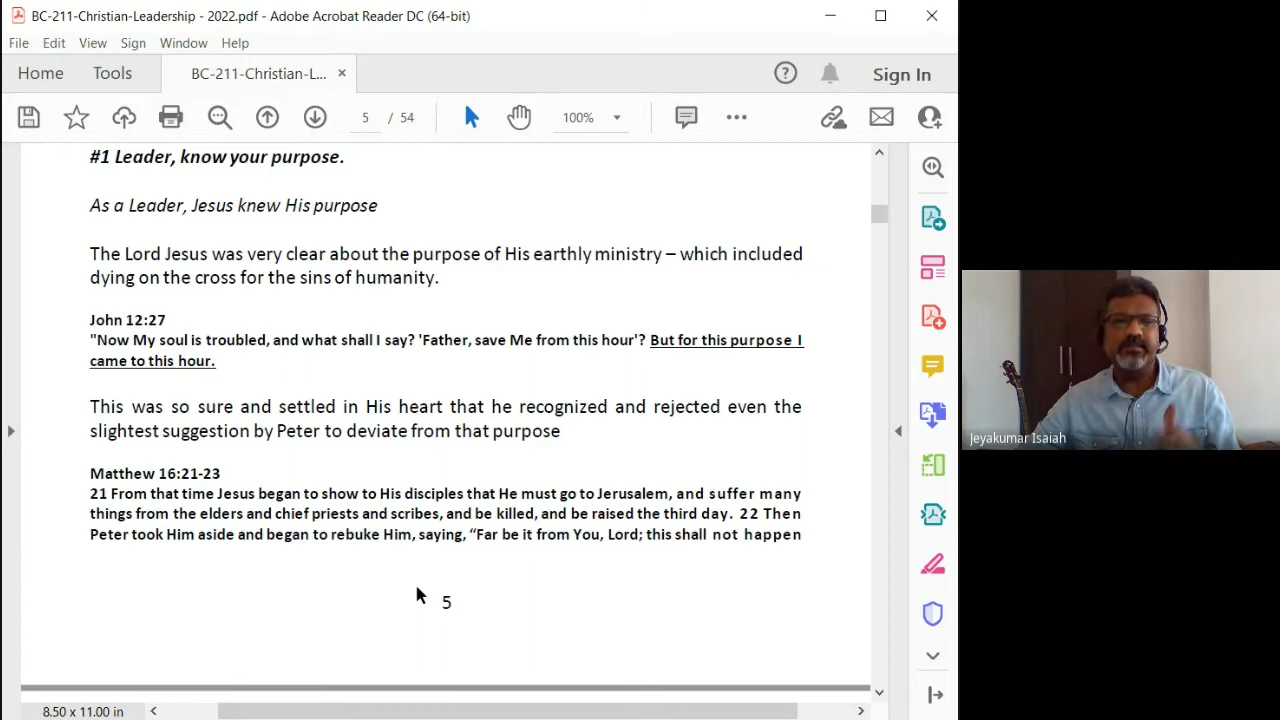 BC-211-Christian-Leadership - 2022.pdf - Adobe Acrobat Reader DC (64-bit)
File Edit View Sign Window Help
Home Tools BC-211-Christian-L... × Sign In
5 / 54 100%
#1 Leader, know your purpose.
As a Leader, Jesus knew His purpose
The Lord Jesus was very clear about the purpose of His earthly ministry – which included
dying on the cross for the sins of humanity.
John 12:27
"Now My soul is troubled, and what shall I say? 'Father, save Me from this hour'? But for this purpose I
came to this hour.
This was so sure and settled in His heart that he recognized and rejected even the
slightest suggestion by Peter to deviate from that purpose
Matthew 16:21-23
21 From that time Jesus began to show to His disciples that He must go to Jerusalem, and suffer many
things from the elders and chief priests and scribes, and be killed, and be raised the third day. 22 Then
Peter took Him aside and began to rebuke Him, saying, “Far be it from You, Lord; this shall not happen
5
8.50 x 11.00 in
Jeyakumar Isaiah